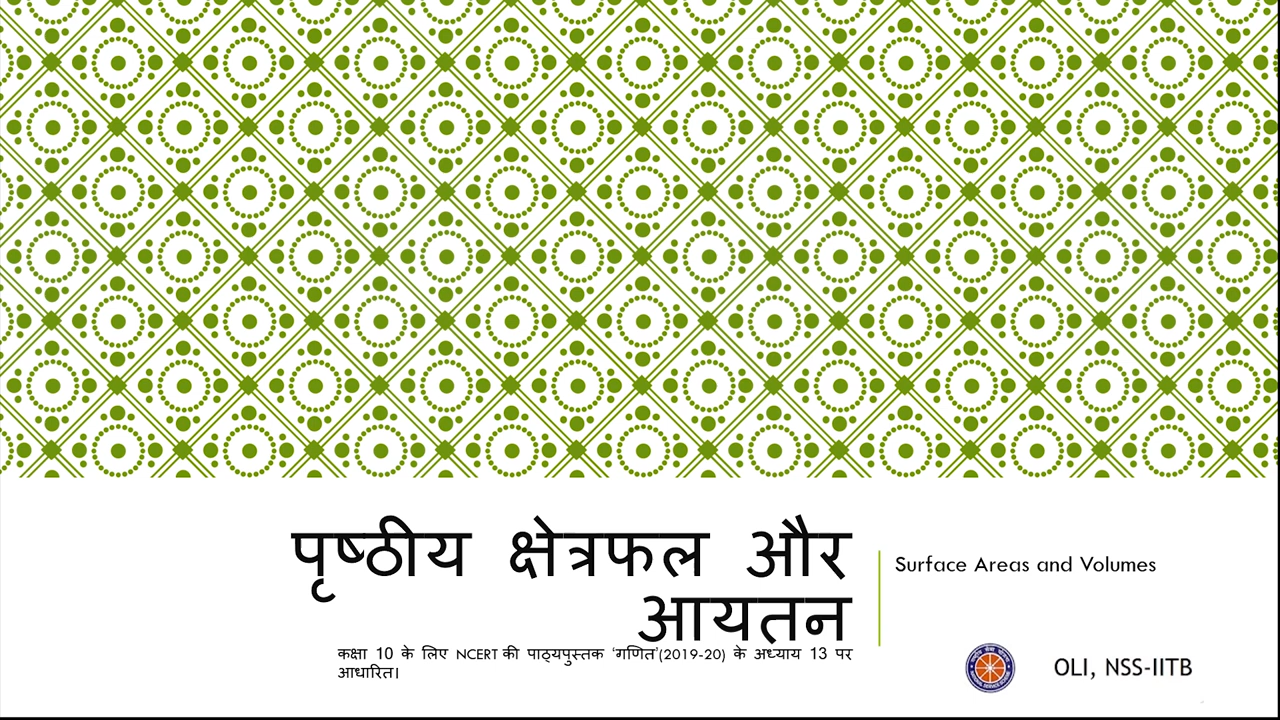 पृष्ठीय क्षेत्रफल और
आयतन
Surface Areas and Volumes
कक्षा 10 के लिए NCERT की पाठ्यपुस्तक ‘गणित’(2019-20) के अध्याय 13 पर
आधारित।
OLI, NSS-IITB